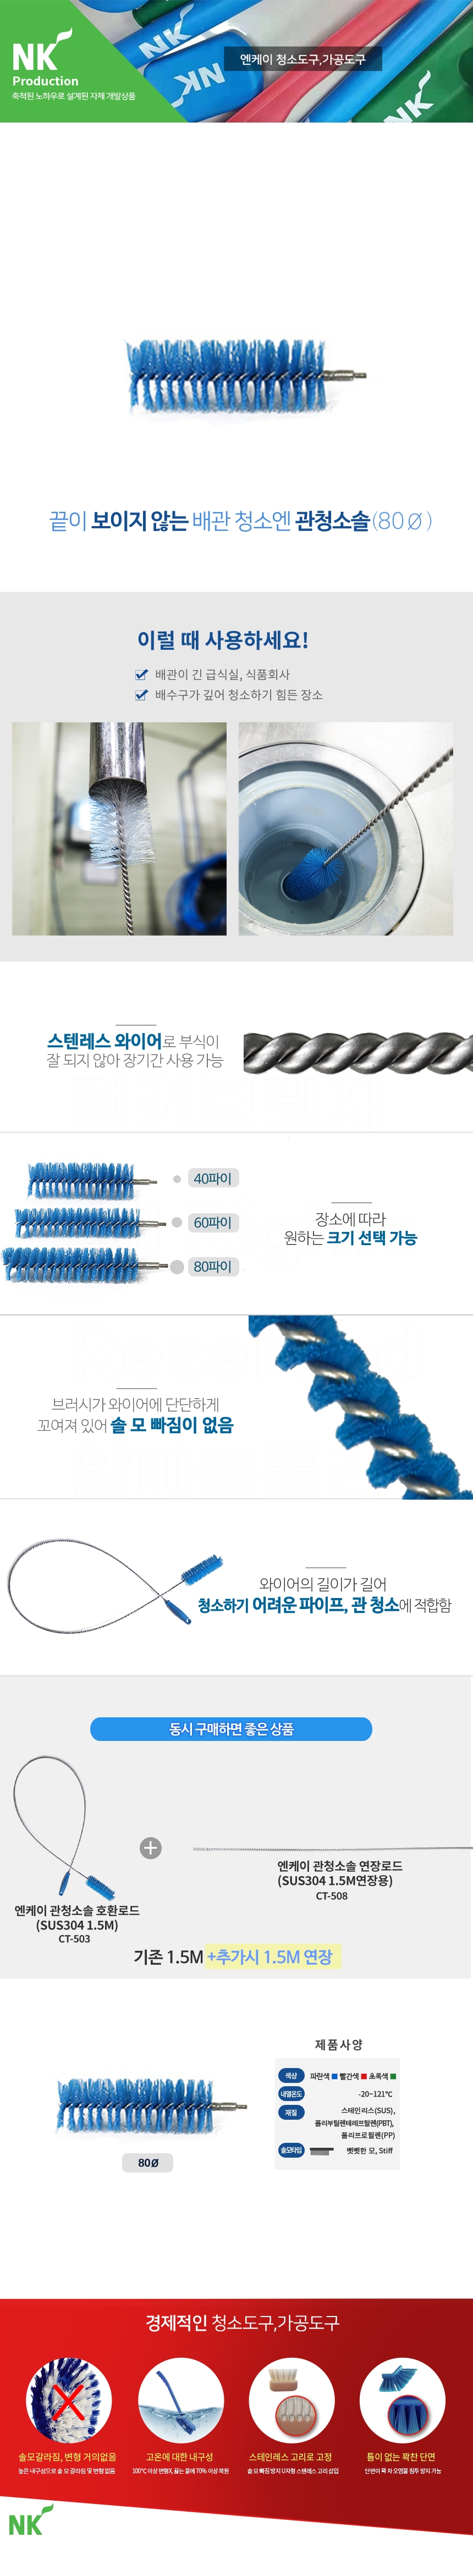 NK
Production
축척된 노하우로 설계된 자체 개발상품
NK
NK
NK
엔케이 청소도구,가공도구
끝이 보이지 않는 배관 청소엔 관청소솔(80Ø)
이럴 때 사용하세요!
배관이 긴 급식실, 식품회사
배수구가 깊어 청소하기 힘든 장소
스텐레스 와이어로 부식이
잘 되지 않아 장기간 사용 가능
40파이
60파이
80파이
장소에 따라
원하는 크기 선택 가능
브러시가 와이어에 단단하게
꼬여져 있어 솔 모 빠짐이 없음
와이어의 길이가 길어
청소하기 어려운 파이프, 관 청소에 적합함
동시 구매하면 좋은 상품
엔케이 관청소솔 호환로드
(SUS304 1.5M)
CT-503
엔케이 관청소솔 연장로드
(SUS304 1.5M연장용)
CT-508
기존 1.5M +추가시 1.5M 연장
80Ø
제품사양
색상 파란색 빨간색 초록색
내열온도 -20~121℃
재질 스테인리스(SUS),
폴리부틸렌테레프탈렌(PBT),
폴리프로필렌(PP)
솔모타입 뻣뻣한 모, Stiff
경제적인 청소도구,가공도구
솔모갈라짐, 변형 거의없음
높은 내구성으로 솔 모 갈라짐 및 변형 없음
고온에 대한 내구성
100℃ 이상 변형X, 끓는 물에 70% 이상 복원
스테인레스 고리로 고정
솔 모 빠짐 방지 U자형 스텐레스 고리 삽입
틈이 없는 꽉찬 단면
단면이 꽉 차 오염물 침투 방지 가능
NK